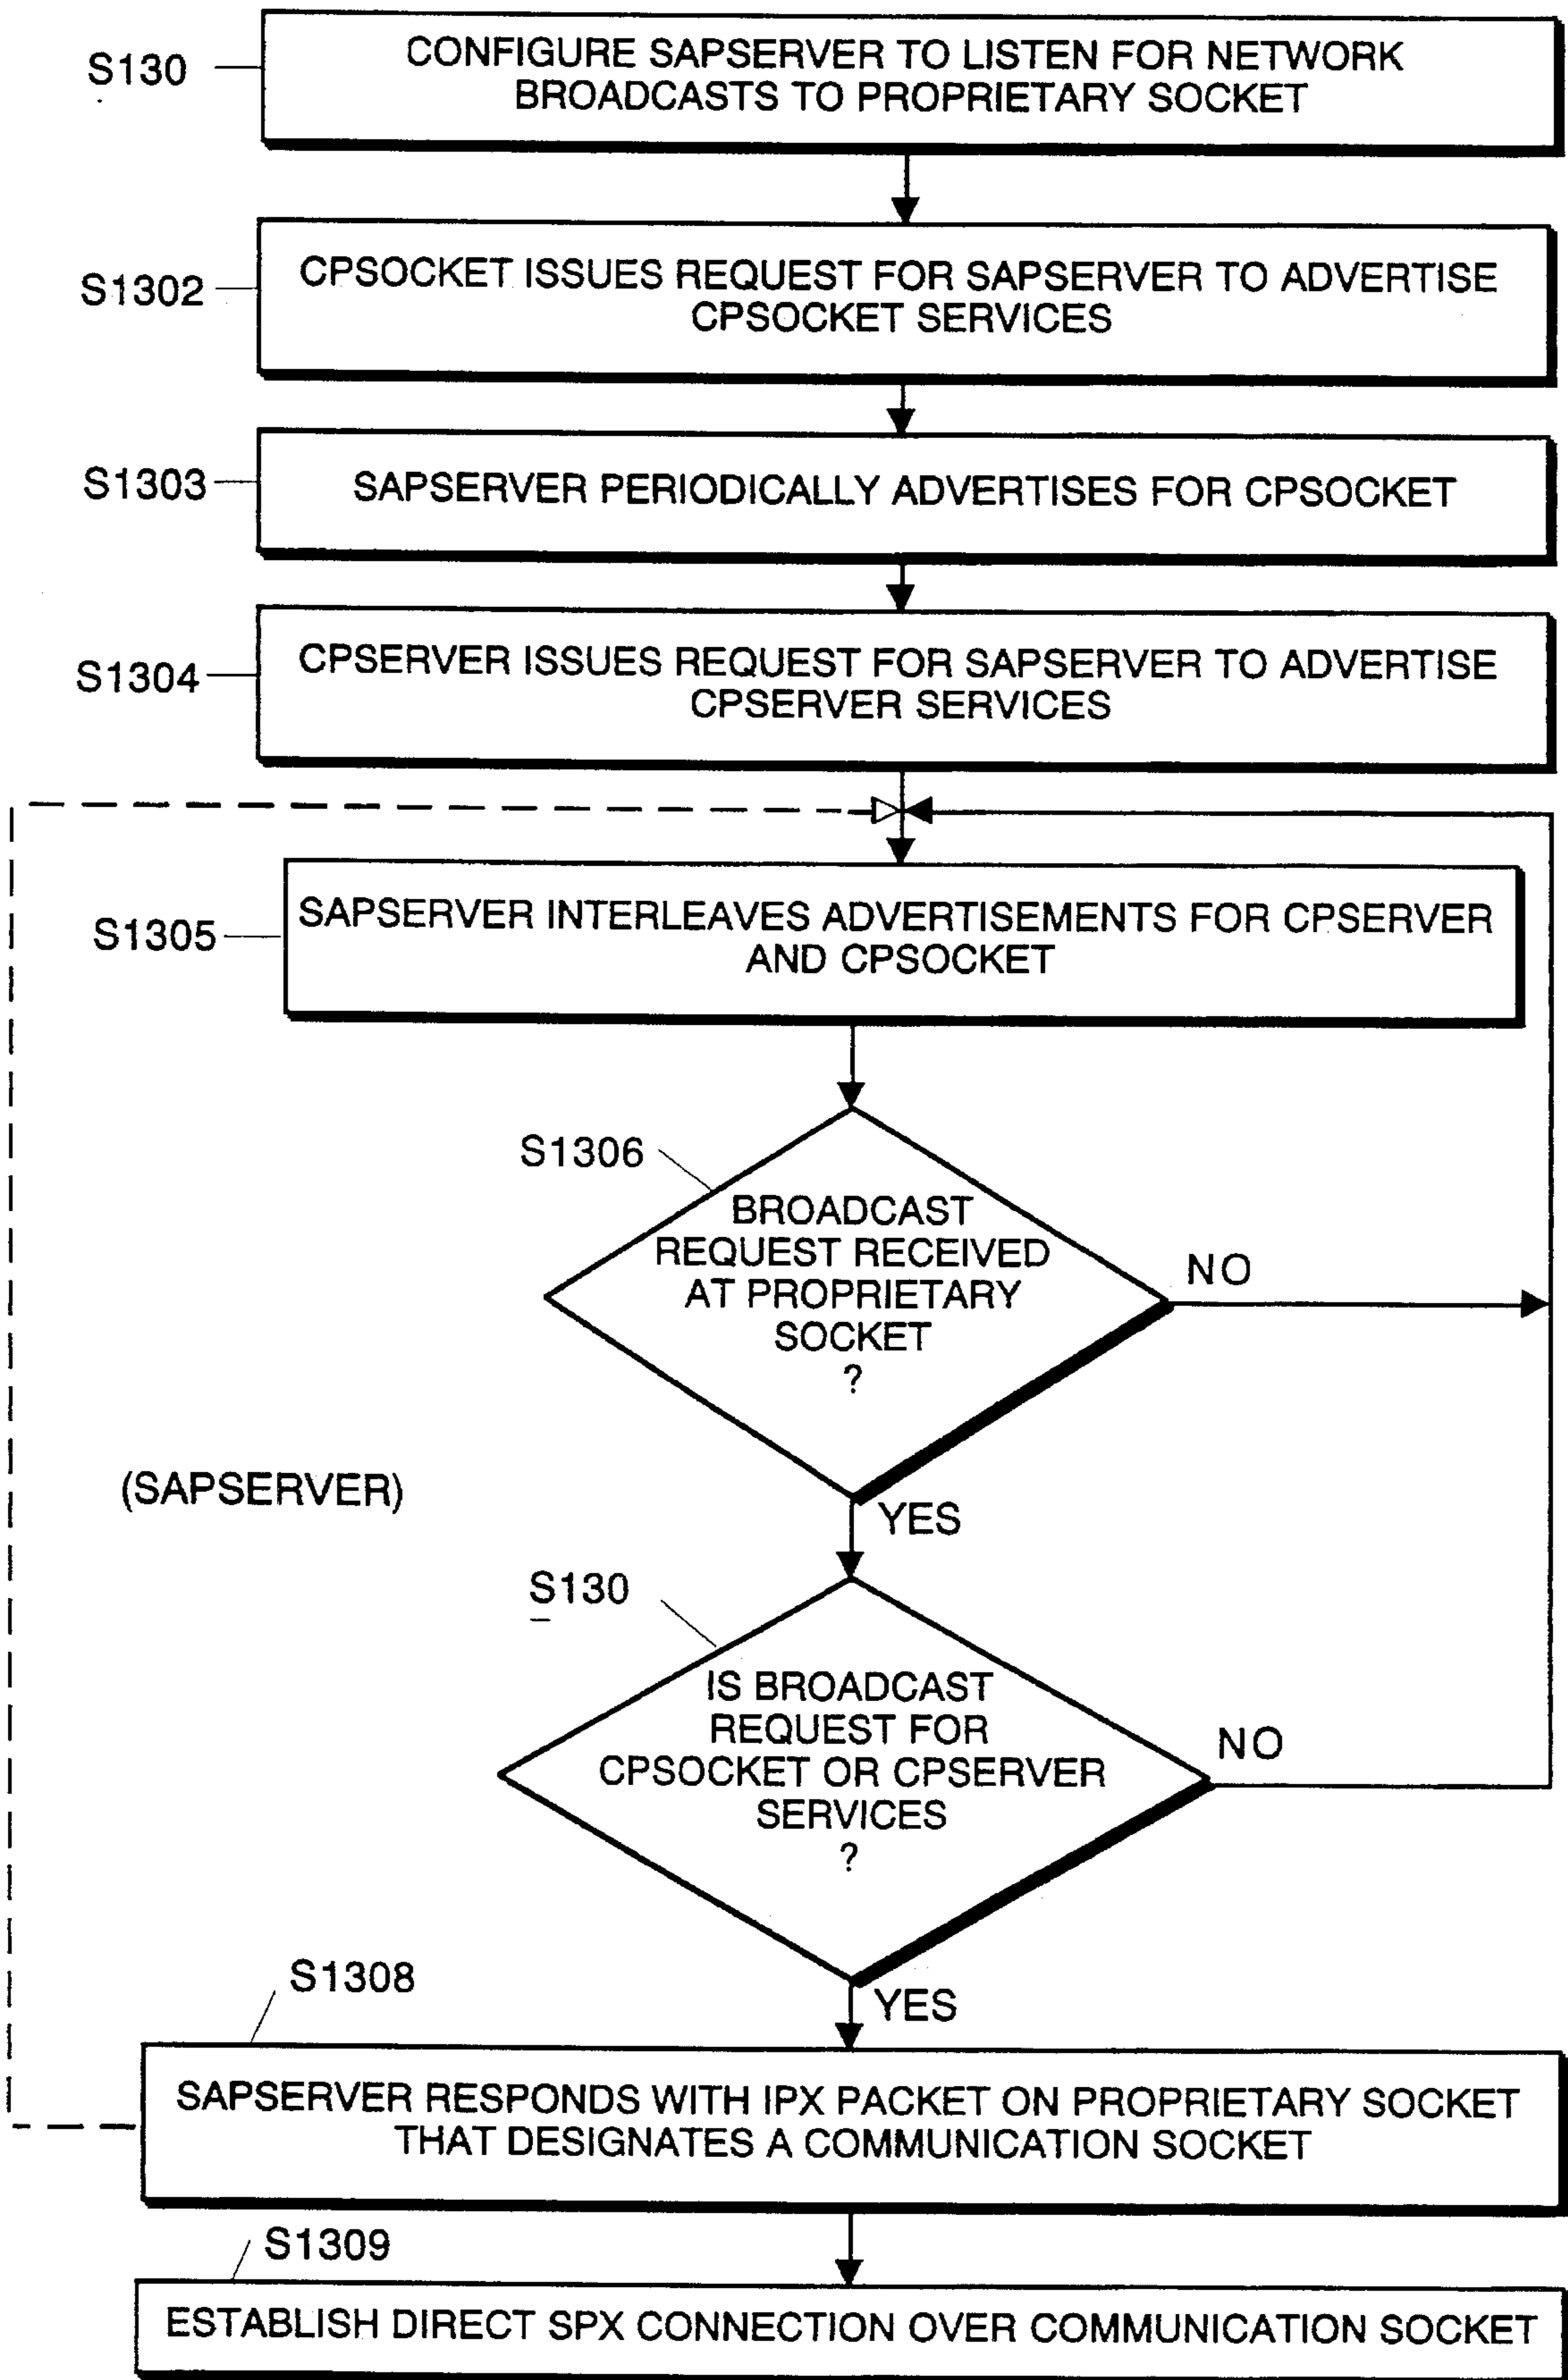 S130
CONFIGURE SAPSERVER TO LISTEN FOR NETWORK
BROADCASTS TO PROPRIETARY SOCKET
S1302
CPSOCKET ISSUES REQUEST FOR SAPSERVER TO ADVERTISE
CPSOCKET SERVICES
S1303
SAPSERVER PERIODICALLY ADVERTISES FOR CPSOCKET
S1304
CPSERVER ISSUES REQUEST FOR SAPSERVER TO ADVERTISE
CPSERVER SERVICES
S1305
SAPSERVER INTERLEAVES ADVERTISEMENTS FOR CPSERVER
AND CPSOCKET
S1306
BROADCAST
REQUEST RECEIVED
AT PROPRIETARY
SOCKET
?
NO
(SAPSERVER)
YES
S130
IS BROADCAST
REQUEST FOR
CPSOCKET OR CPSERVER
SERVICES
?
NO
S1308
YES
SAPSERVER RESPONDS WITH IPX PACKET ON PROPRIETARY SOCKET
THAT DESIGNATES A COMMUNICATION SOCKET
S1309
ESTABLISH DIRECT SPX CONNECTION OVER COMMUNICATION SOCKET